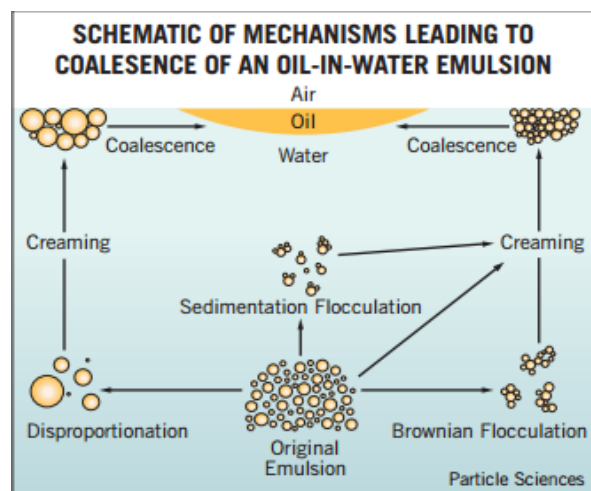 SCHEMATIC OF MECHANISMS LEADING TO
COALESENCE OF AN OIL-IN-WATER EMULSION
Air
Oil
Coalescence
Water
Coalescence
Creaming
Creaming
Sedimentation Flocculation
Disproportionation
Original
Emulsion
Brownian Flocculation
Particle Sciences